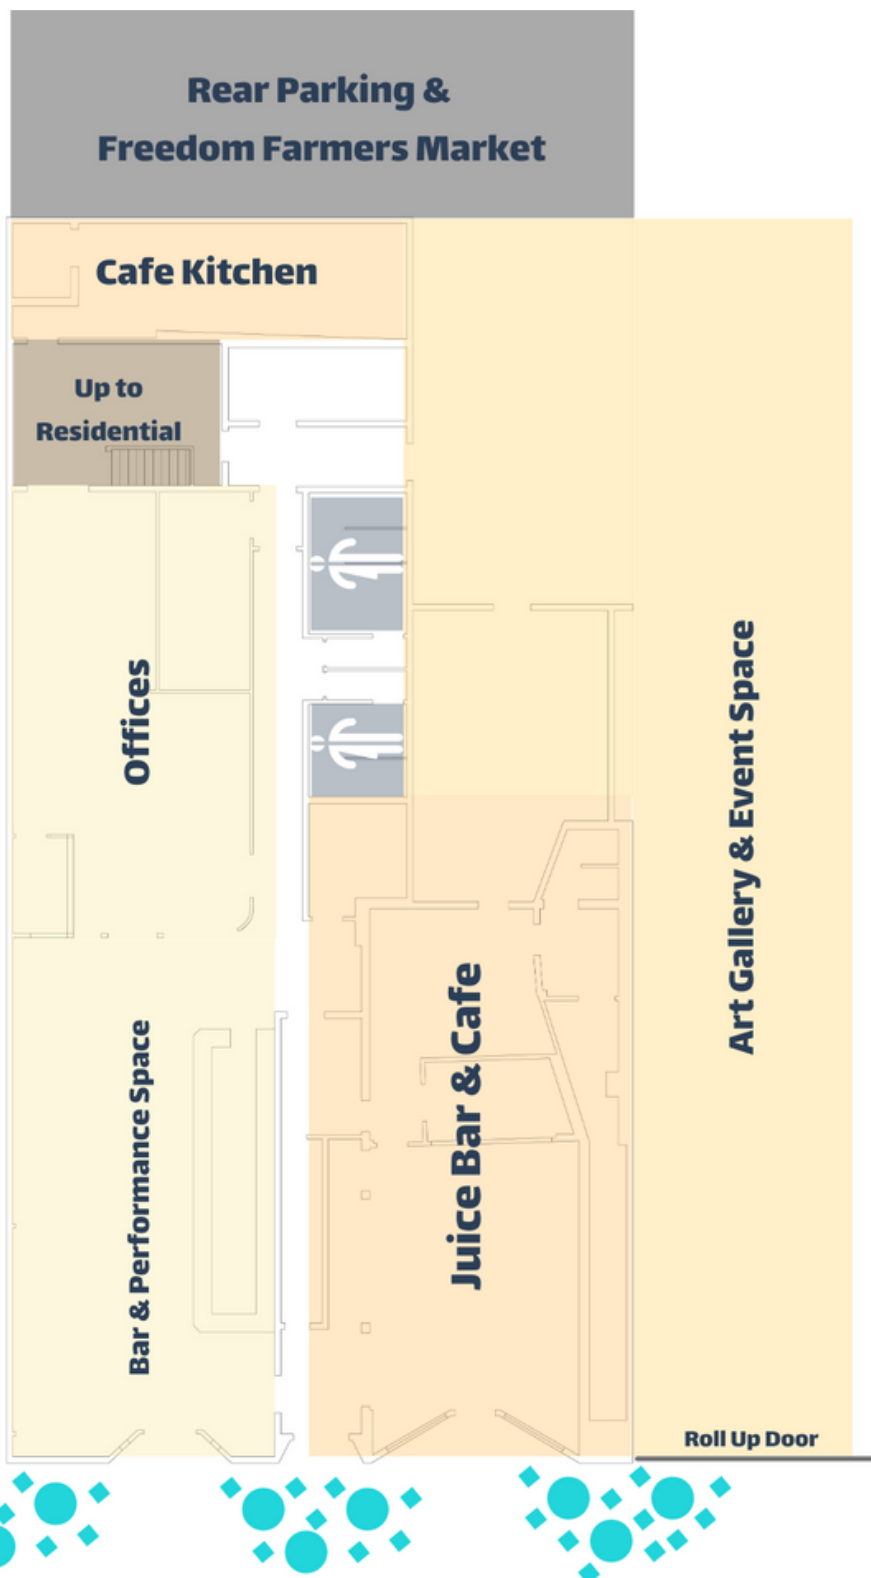 Rear Parking &
Freedom Farmers Market
Cafe Kitchen
Up to
Residential
Offices
Art Gallery & Event Space
Juice Bar & Cafe
Bar & Performance Space
Roll Up Door